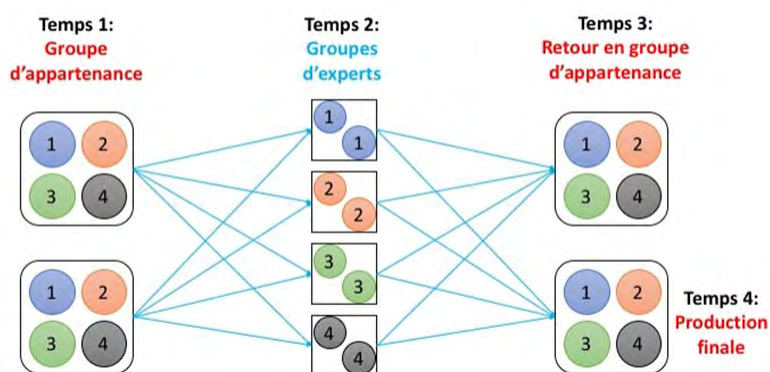 Temps 1:
Groupe
d'appartenance
Temps 2:
Groupes
d'experts
Temps 3:
Retour en groupe
d'appartenance
1 2
3 4
1 2
3 4
1
1
2
2
3
3
4
4
1 2
3 4
1 2
3 4
Temps 4:
Production
finale